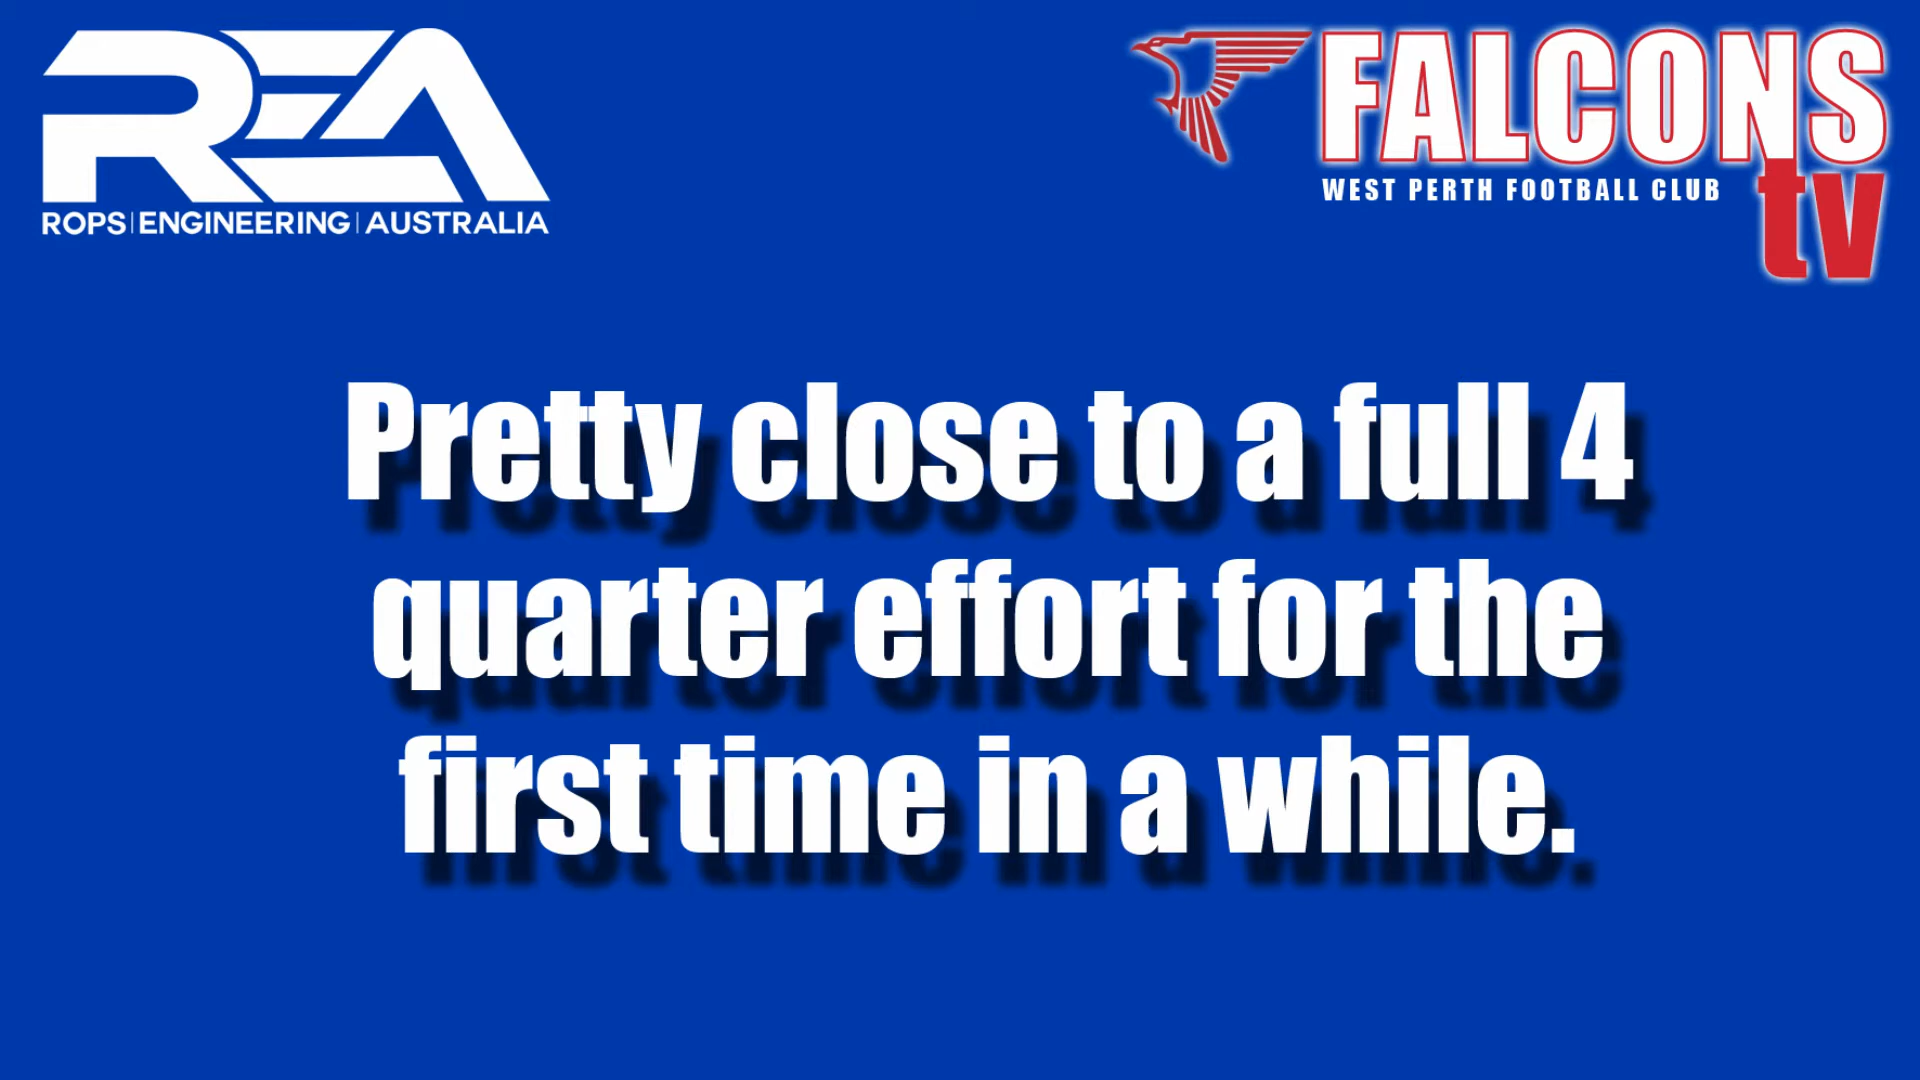 REA
ROPS | ENGINEERING | AUSTRALIA
FALCONS
WEST PERTH FOOTBALL CLUB
tv
Pretty close to a full 4
quarter effort for the
first time in a while.